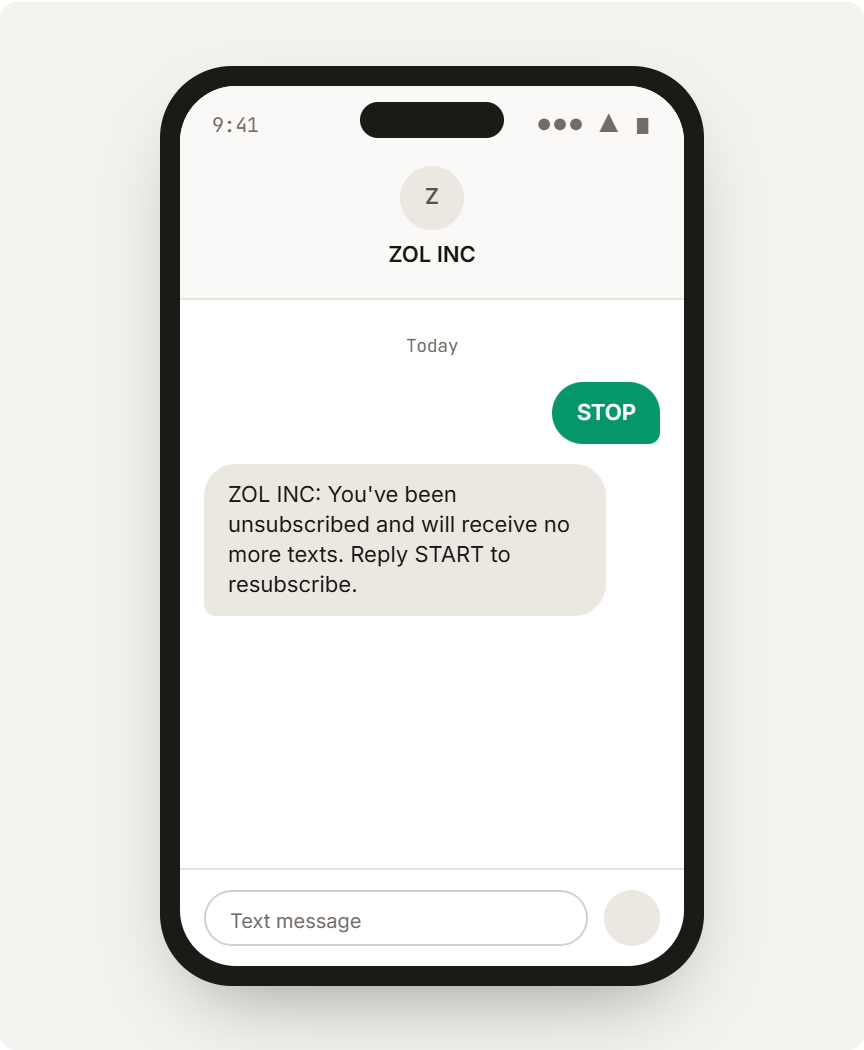 9:41
Z
ZOL INC
Today
STOP
ZOL INC: You've been
unsubscribed and will receive no
more texts. Reply START to
resubscribe.
Text message